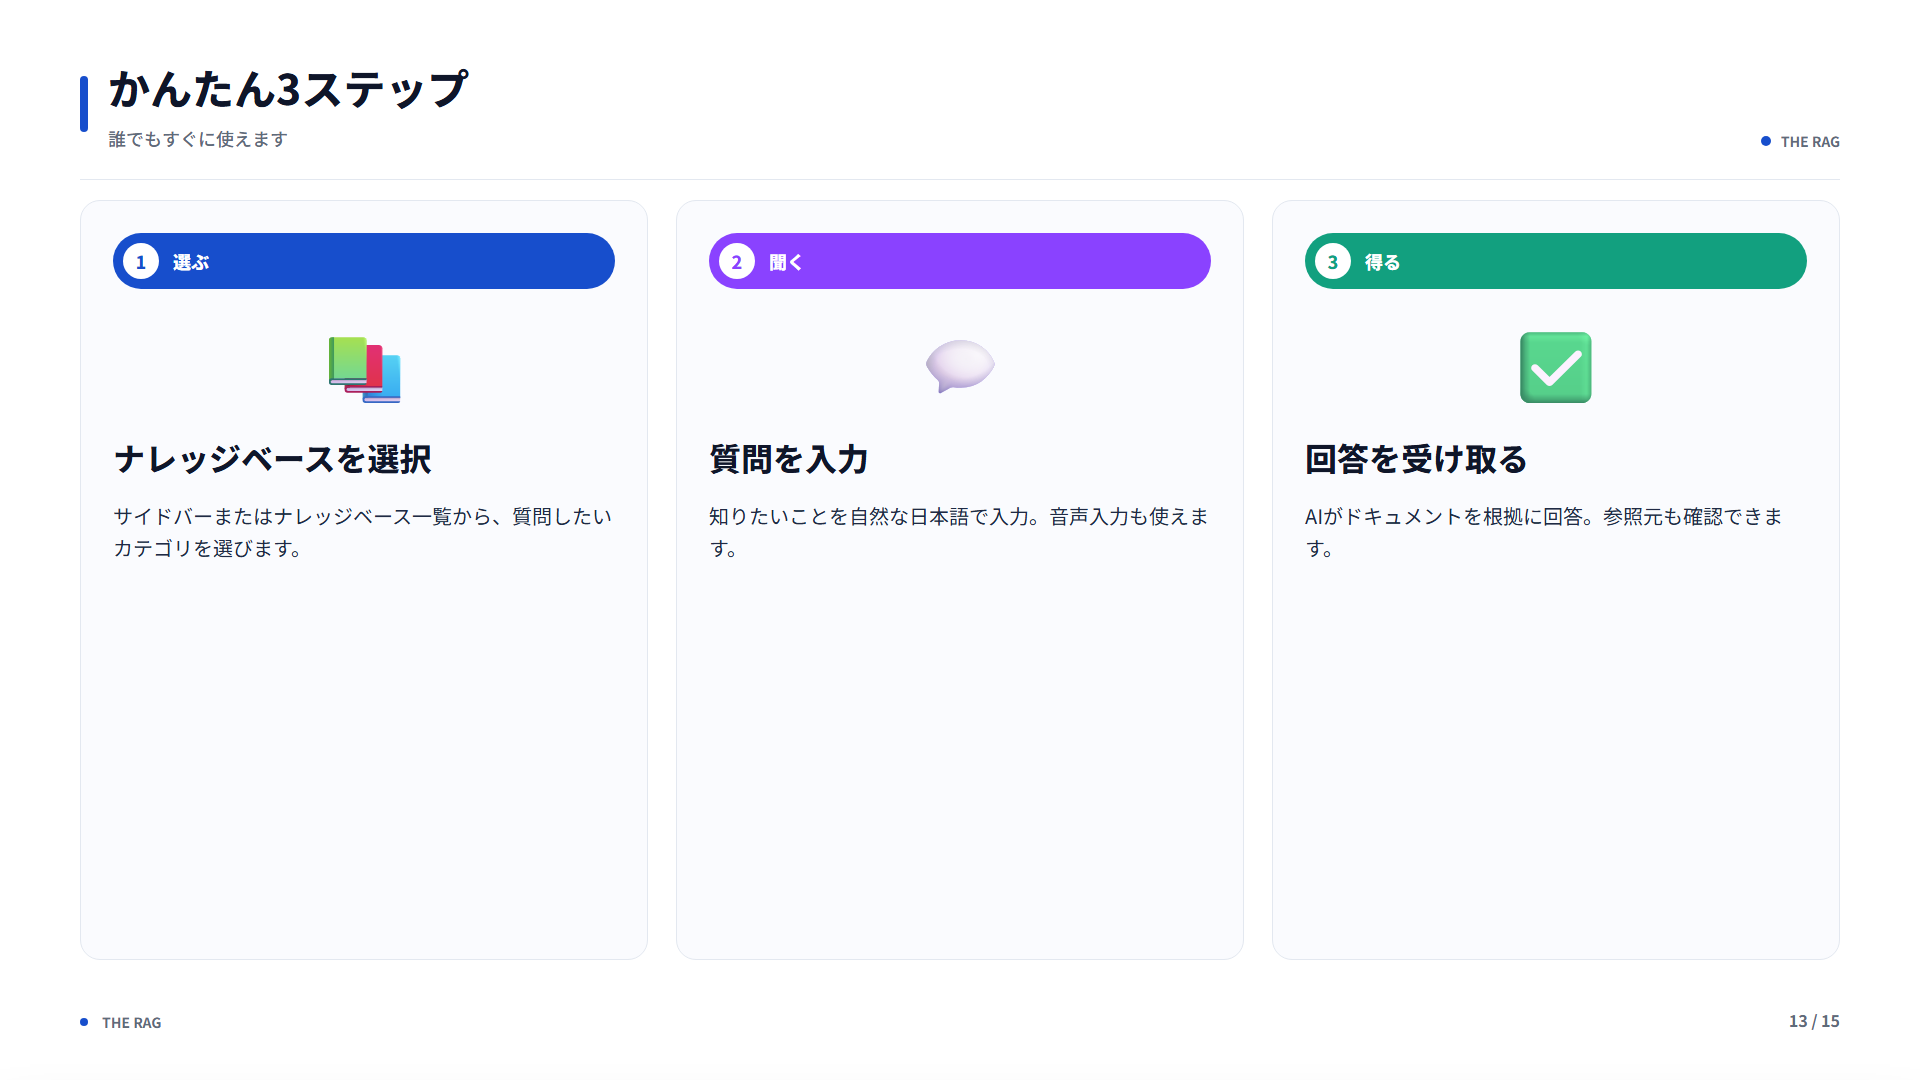 かんたん3ステップ
誰でもすぐに使えます
THE RAG
1 選ぶ
ナレッジベースを選択
サイドバーまたはナレッジベース一覧から、質問したい
カテゴリを選びます。
2 聞く
質問を入力
知りたいことを自然な日本語で入力。音声入力も使えま
す。
3 得る
回答を受け取る
AIがドキュメントを根拠に回答。参照元も確認できま
す。
THE RAG
13 / 15